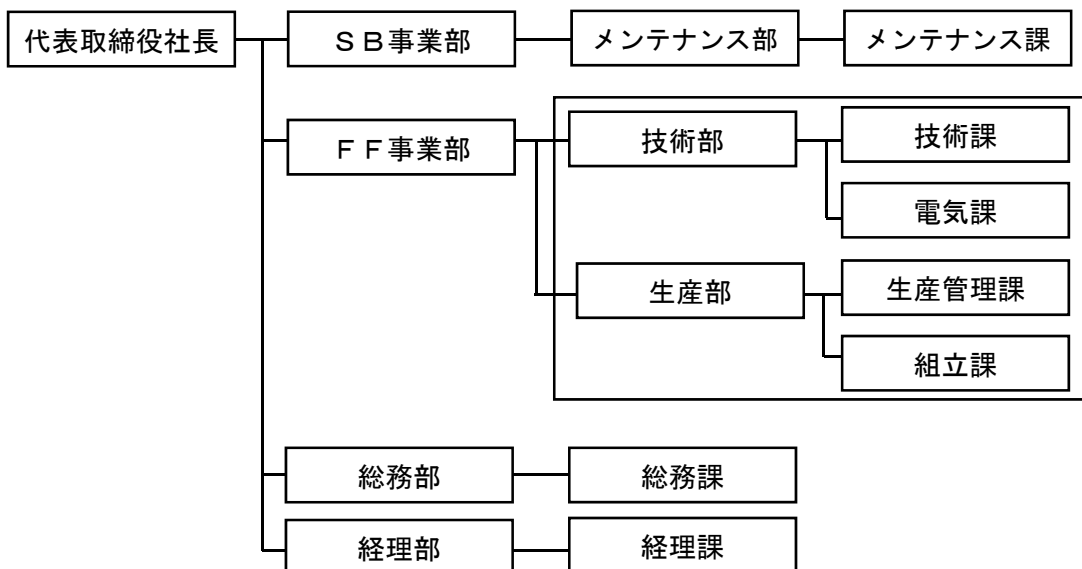 代表取締役社長
ＳＢ事業部
メンテナンス部
メンテナンス課
ＦＦ事業部
技術部
技術課
電気課
生産部
生産管理課
組立課
総務部
総務課
経理部
経理課